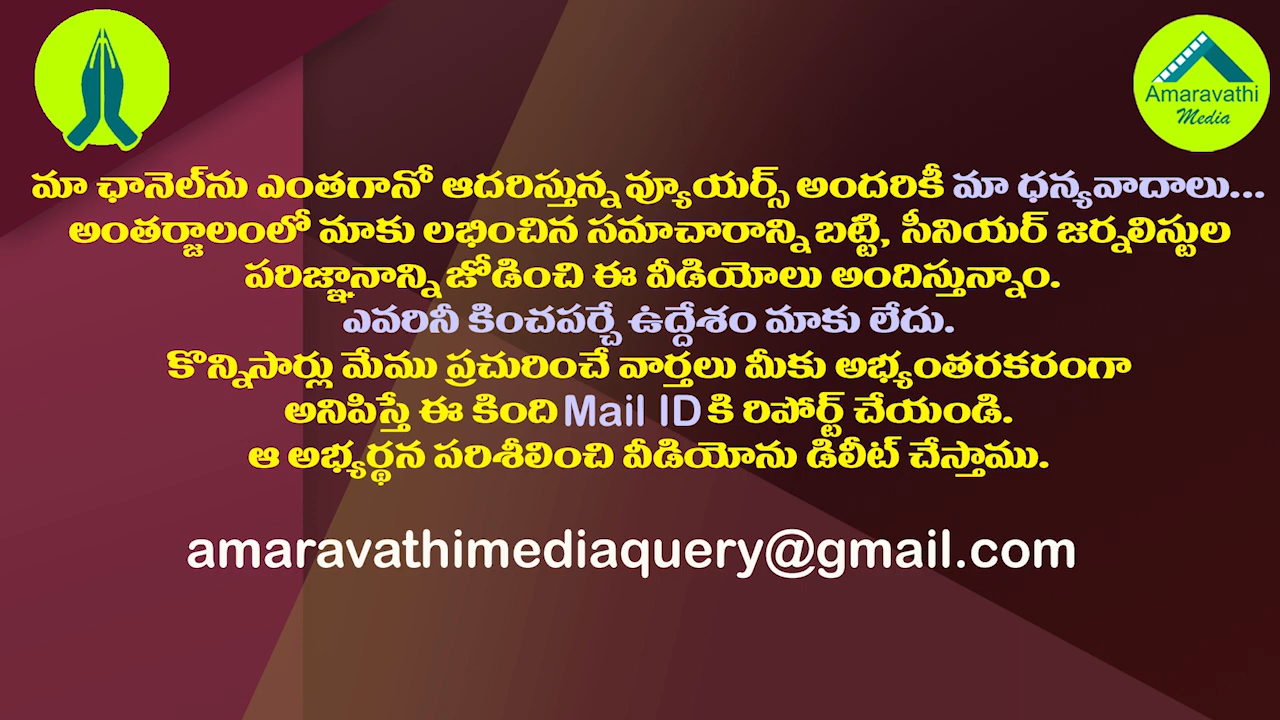 Amaravathi
Media
మా ఛానెల్‌ను ఎంతగానో ఆదరిస్తున్న వ్యూయర్స్ అందరికీ మా ధన్యవాదాలు...
అంతర్జాలంలో మాకు లభించిన సమాచారాన్ని బట్టి, సీనియర్ జర్నలిస్టుల
పరిజ్ఞానాన్ని జోడించి ఈ వీడియోలు అందిస్తున్నాం.
ఎవరినీ కించపర్చే ఉద్దేశం మాకు లేదు.
కొన్నిసార్లు మేము ప్రచురించే వార్తలు మీకు అభ్యంతరకరంగా
అనిపిస్తే ఈ కింది Mail ID కి రిపోర్ట్ చేయండి.
ఆ అభ్యర్థన పరిశీలించి వీడియోను డిలీట్ చేస్తాము.
amaravathimediaquery@gmail.com